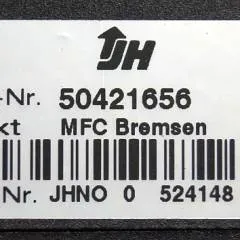 JH
-Nr. 50421656
kt MFC Bremsen
Nr. JHNO 0 524148